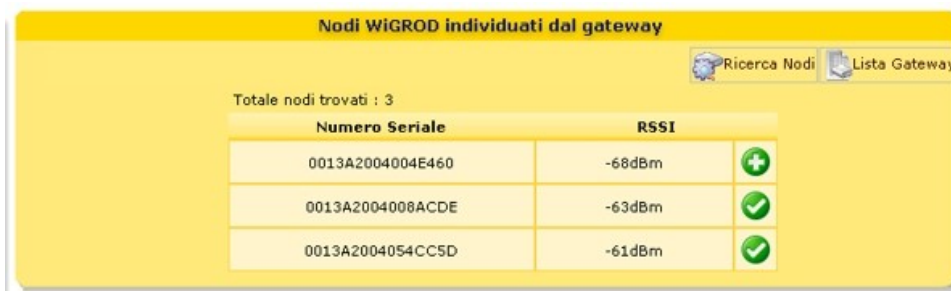 Nodi WiGROD individuati dal gateway
Ricerca Nodi Lista Gateway
Totale nodi trovati : 3
Numero Seriale RSSI
0013A2004004E460 -68dBm
0013A2004008ACDE -63dBm
0013A2004054CC5D -61dBm